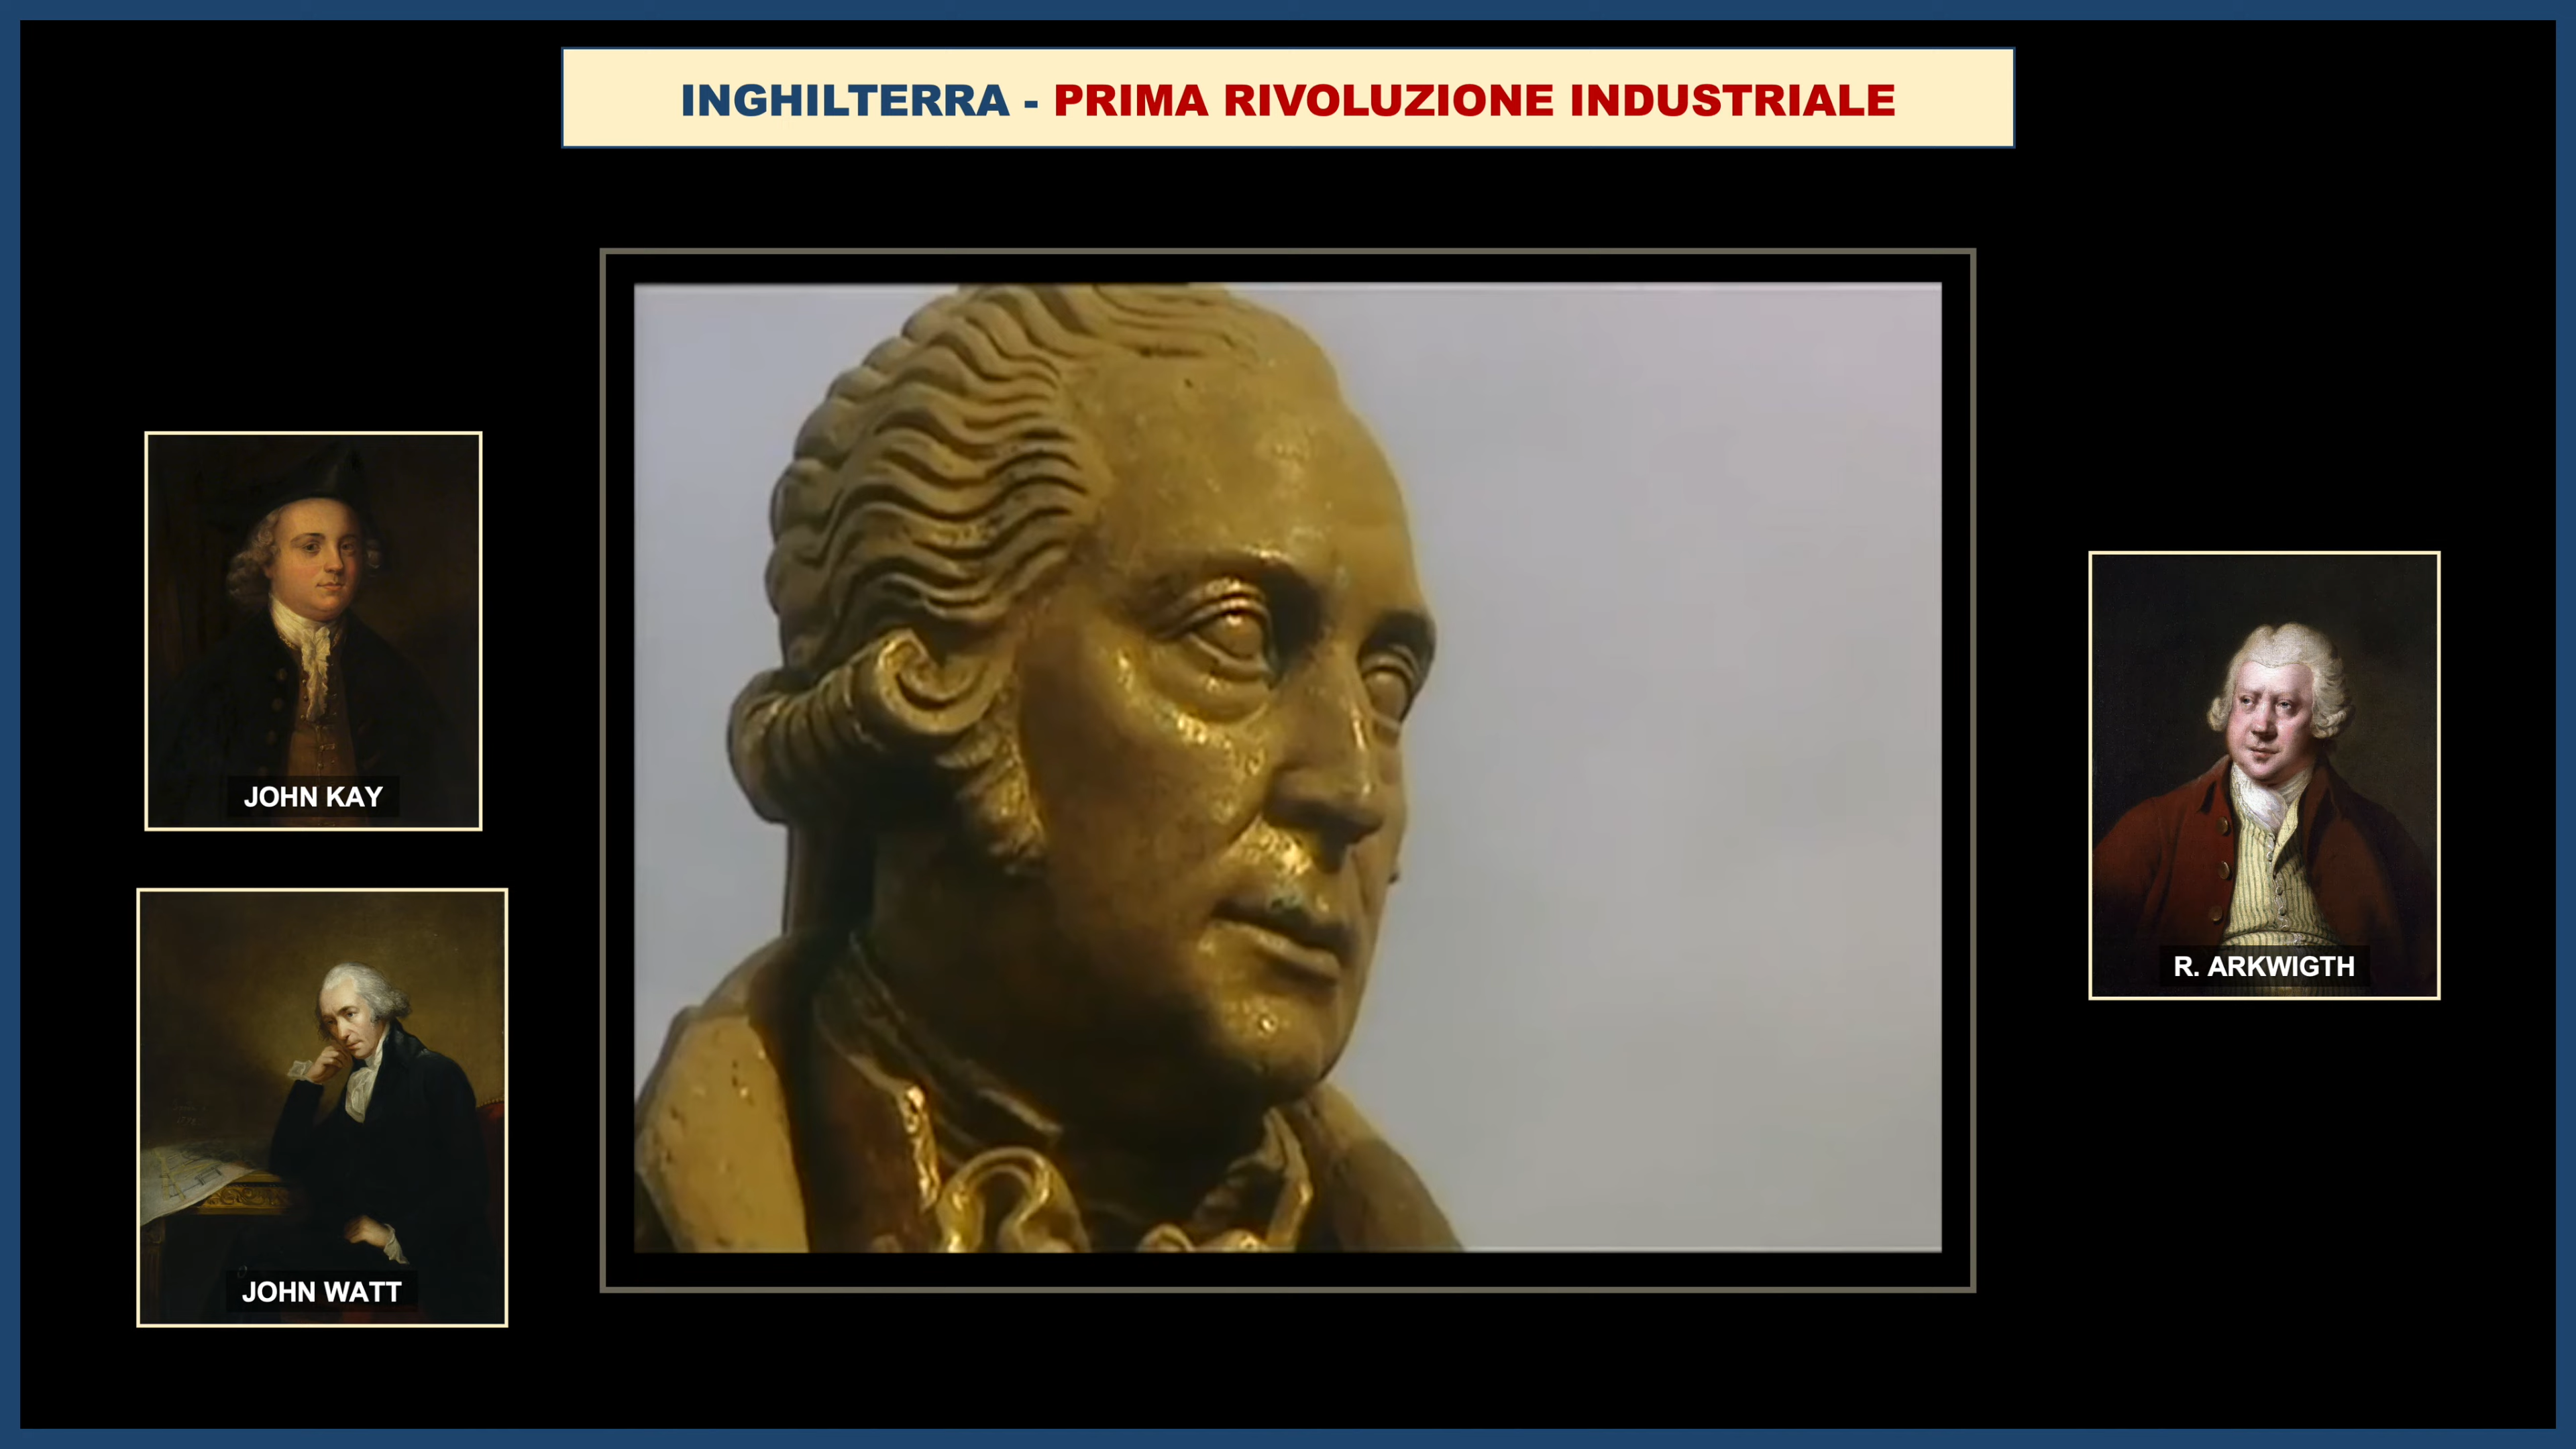 INGHILTERRA - PRIMA RIVOLUZIONE INDUSTRIALE
JOHN KAY
JOHN WATT
R. ARKWIGTH